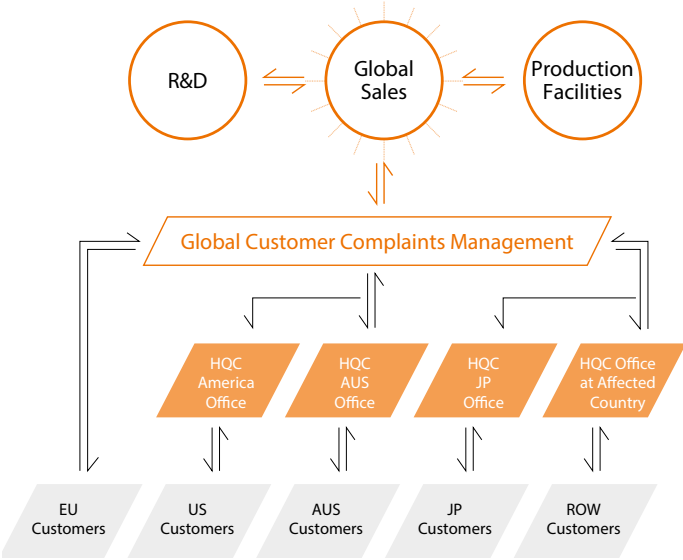 R&D
Global
Sales
Production
Facilities
Global Customer Complaints Management
HQC
America
Office
HQC
AUS
Office
HQC
JP
Office
HQC Office
at Affected
Country
EU
Customers
US
Customers
AUS
Customers
JP
Customers
ROW
Customers